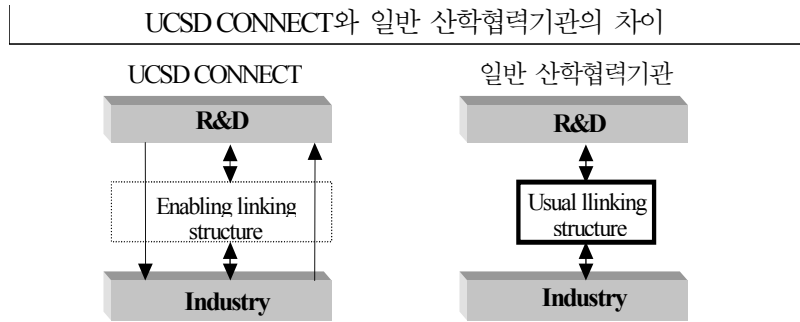 UCSD CONNECT와 일반 산학협력기관의 차이
UCSD CONNECT
R&D
Enabling linking
structure
Industry
일반 산학협력기관
R&D
Usual llinking
structure
Industry